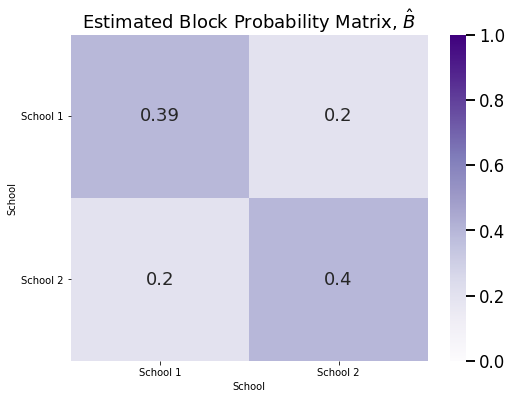 Estimated Block Probability Matrix, B̂
School 1
0.39
0.2
School
School 2
0.2
0.4
School 1
School 2
School
1.0
0.8
0.6
0.4
0.2
0.0